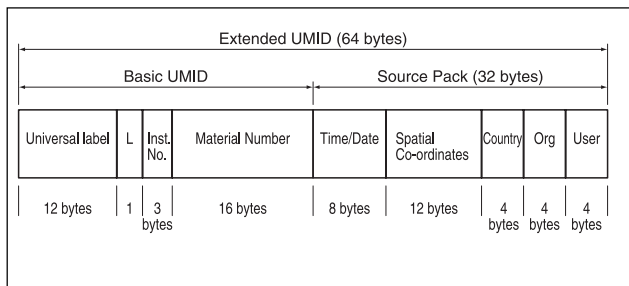 Extended UMID (64 bytes)
Basic UMID Source Pack (32 bytes)
Universal label L Inst. No. Material Number Time/Date Spatial Co-ordinates Country Org User
12 bytes 1 3 bytes 16 bytes 8 bytes 12 bytes 4 bytes 4 bytes 4 bytes